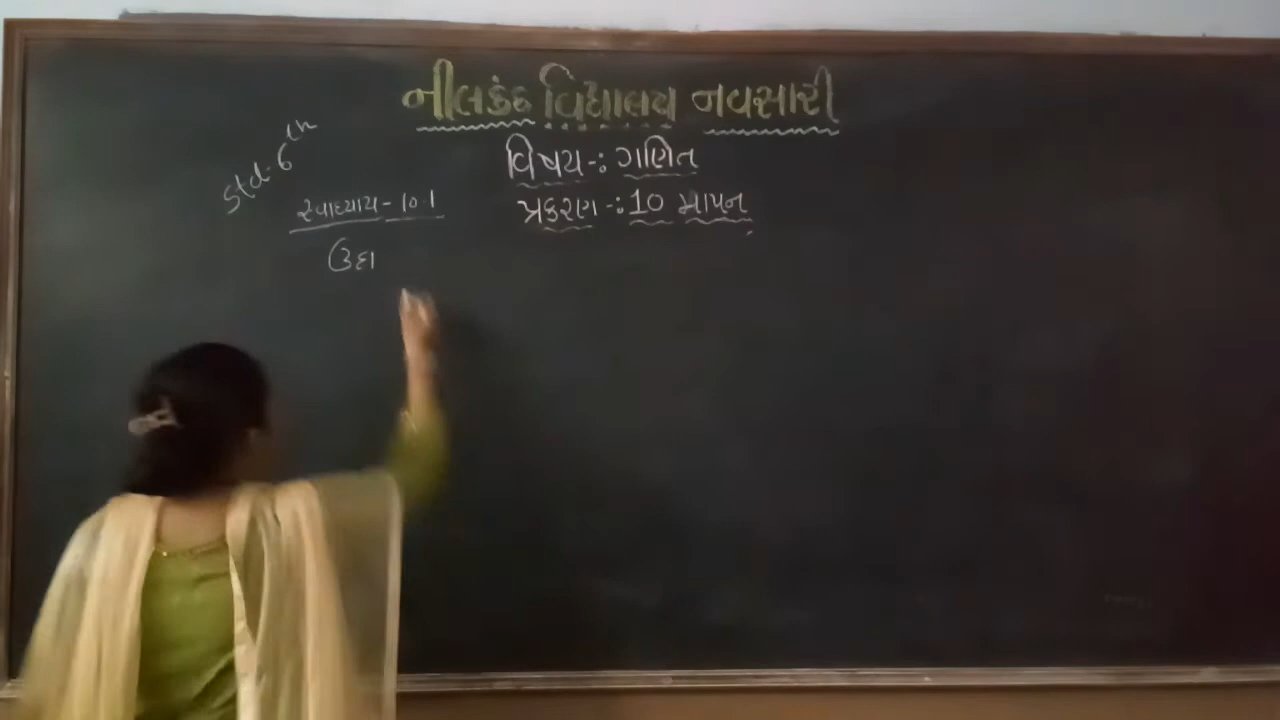 નીલકંઠ વિદ્યાલય નવસારી
Std:6th
વિષય-: ગણિત
પ્રકરણ-: 10 માપન
સ્વાધ્યાય-10.1
ઉદા